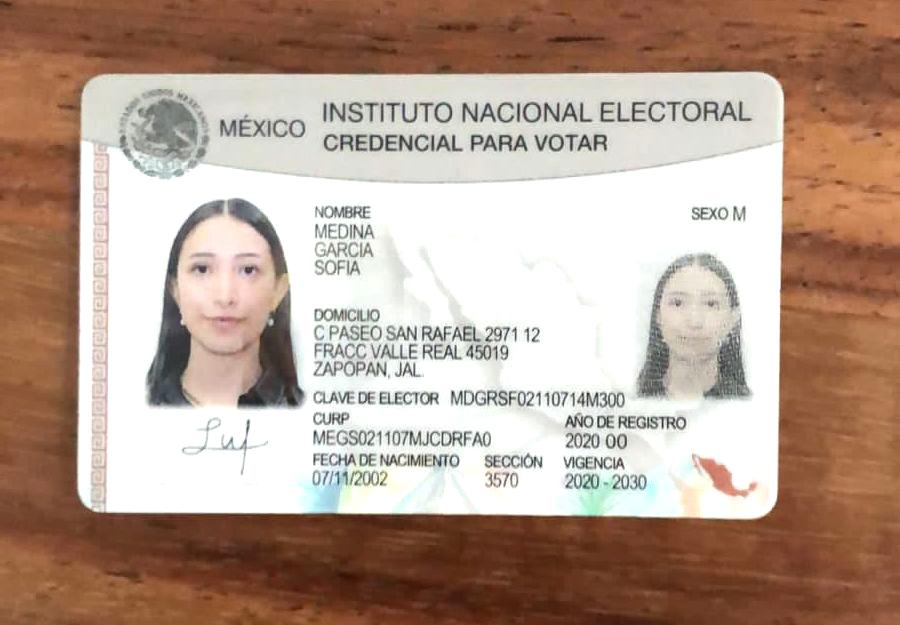 ESTADOS UNIDOS MEXICANOS
MÉXICO
INSTITUTO NACIONAL ELECTORAL
CREDENCIAL PARA VOTAR
NOMBRE
MEDINA
GARCIA
SOFIA
SEXO M
DOMICILIO
C PASEO SAN RAFAEL 2971 12
FRACC VALLE REAL 45019
ZAPOPAN, JAL.
CLAVE DE ELECTOR MDGRSF02110714M300
CURP
MEGS021107MJCDRFA0
AÑO DE REGISTRO
2020 00
FECHA DE NACIMIENTO
07/11/2002
SECCIÓN
3570
VIGENCIA
2020 - 2030